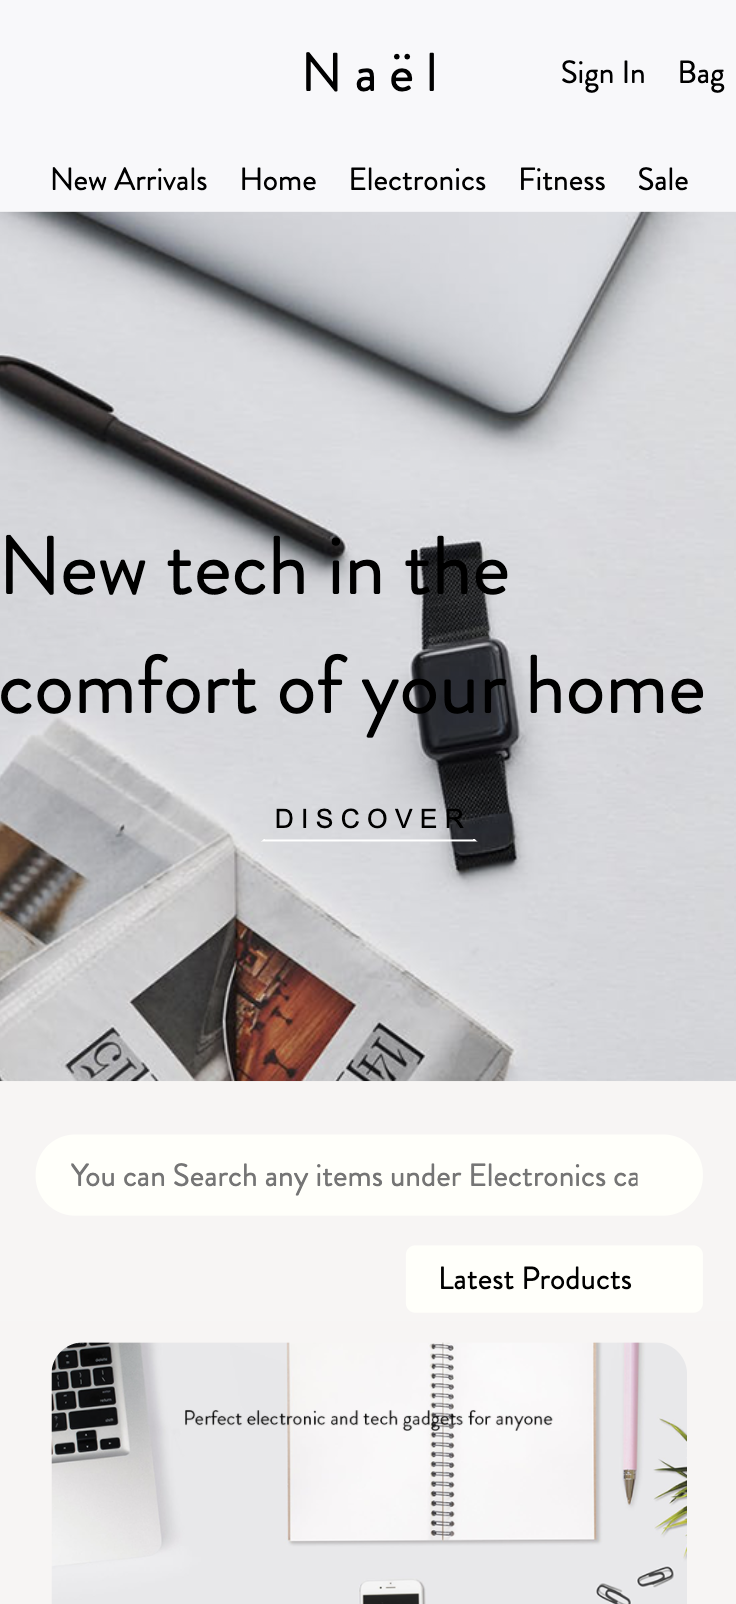 Naël
Sign In Bag
New Arrivals Home Electronics Fitness Sale
New tech in the
comfort of your home
DISCOVER
You can Search any items under Electronics ca
Latest Products
Perfect electronic and tech gadgets for anyone